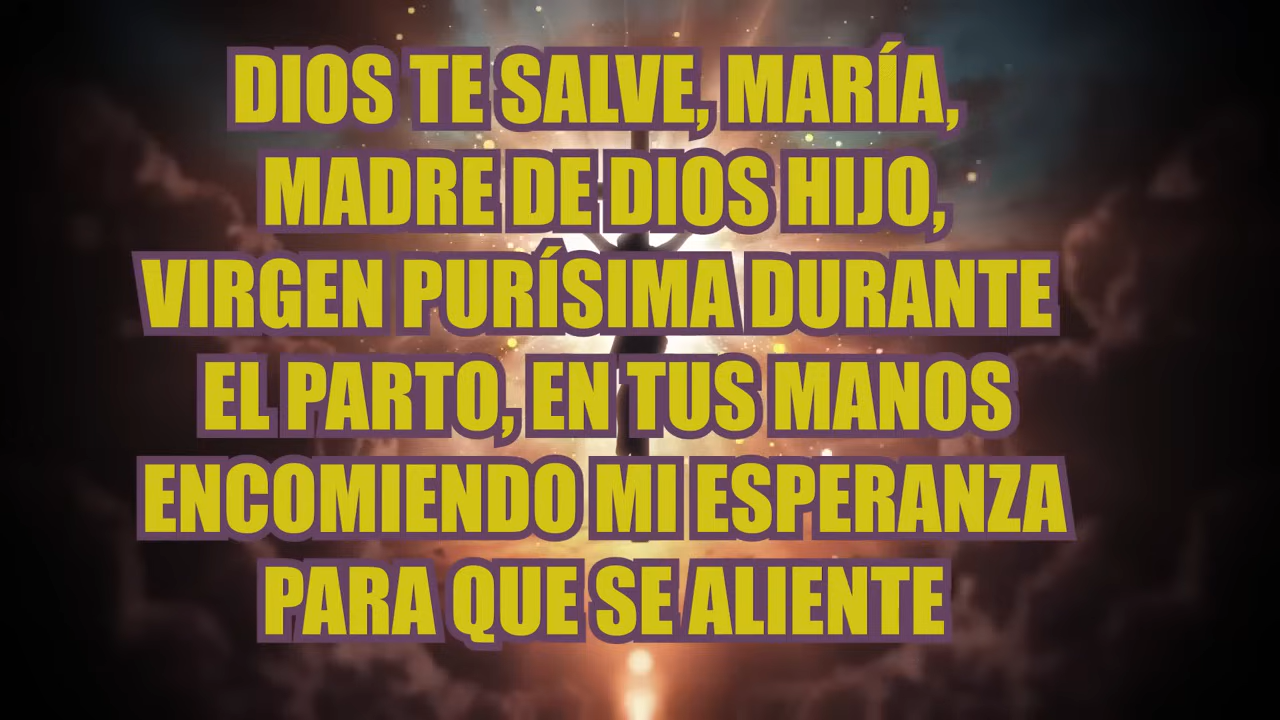 DIOS TE SALVE, MARÍA,
MADRE DE DIOS HIJO,
VIRGEN PURÍSIMA DURANTE
EL PARTO, EN TUS MANOS
ENCOMIENDO MI ESPERANZA
PARA QUE SE ALIENTE